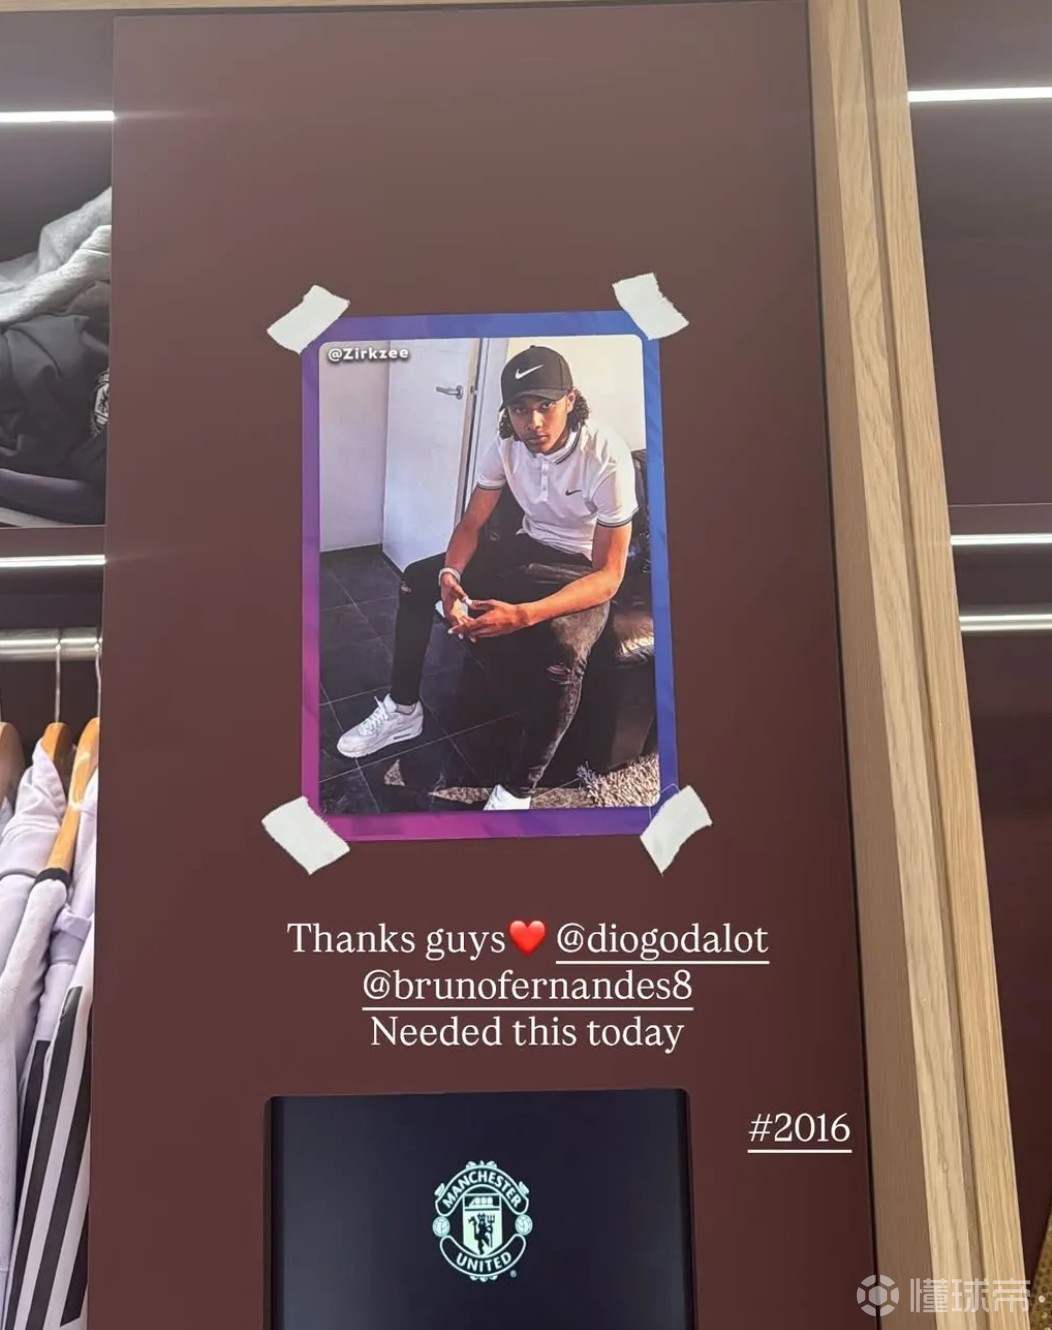 @Zirkzee
Thanks guys❤️ @diogodalot
@brunofernandes8
Needed this today
#2016
MANCHESTER
UNITED
懂球帝